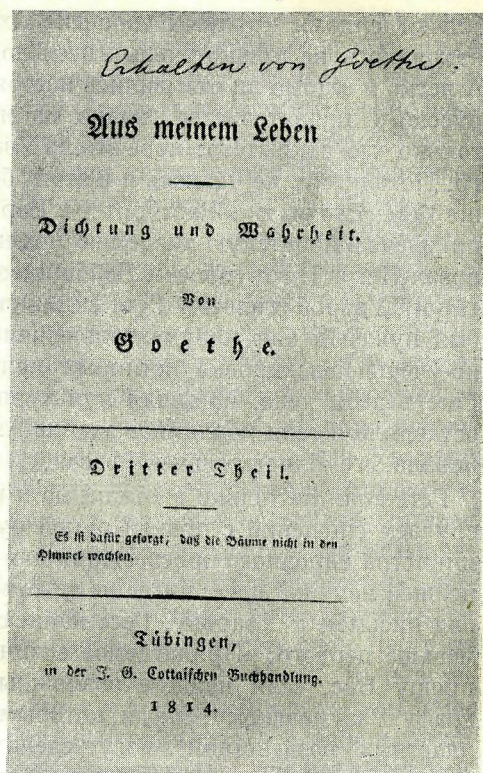 Erhalten von Goethe.
Aus meinem Leben
Dichtung und Wahrheit.
Von
Goethe.
Dritter Theil.
Es ist dafür gesorgt, daß die Bäume nicht in den
Himmel wachsen.
Tübingen,
in der J. G. Cottaischen Buchhandlung.
1814.